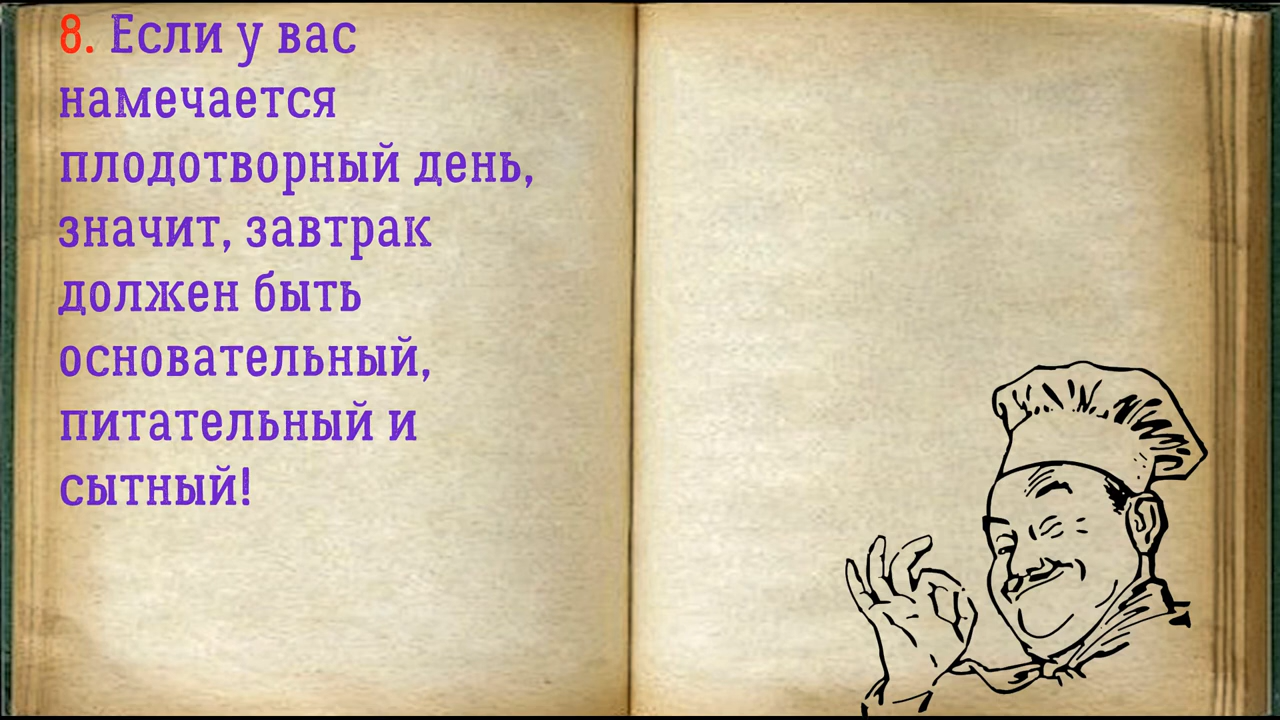 8. Если у вас
намечается
плодотворный день,
значит, завтрак
должен быть
основательный,
питательный и
сытный!